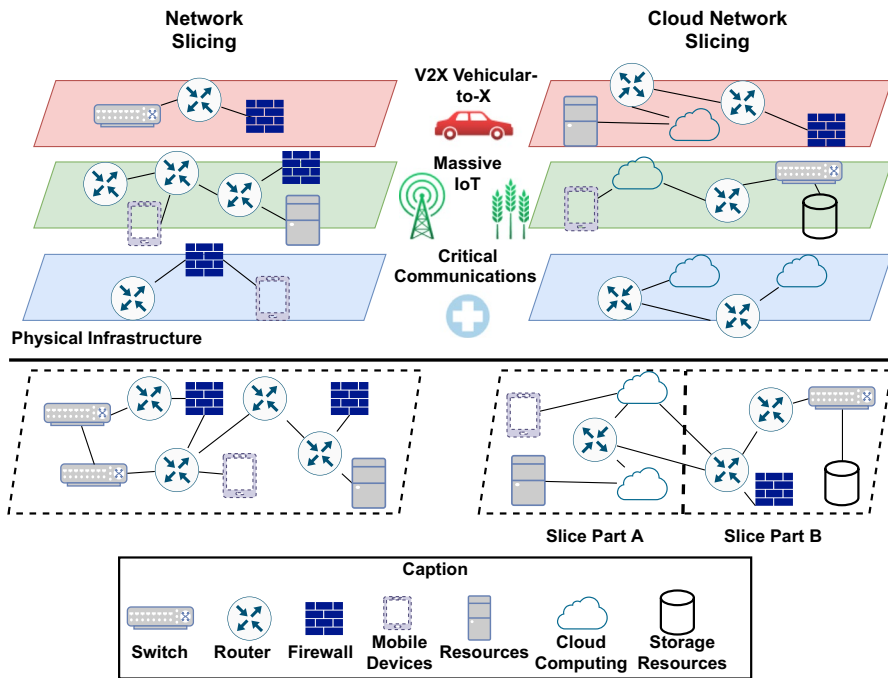 Network
Slicing
Cloud Network
Slicing
V2X Vehicular-
to-X
Massive
IoT
Critical
Communications
Physical Infrastructure
Slice Part A
Slice Part B
Caption
Switch
Router
Firewall
Mobile
Devices
Resources
Cloud
Computing
Storage
Resources